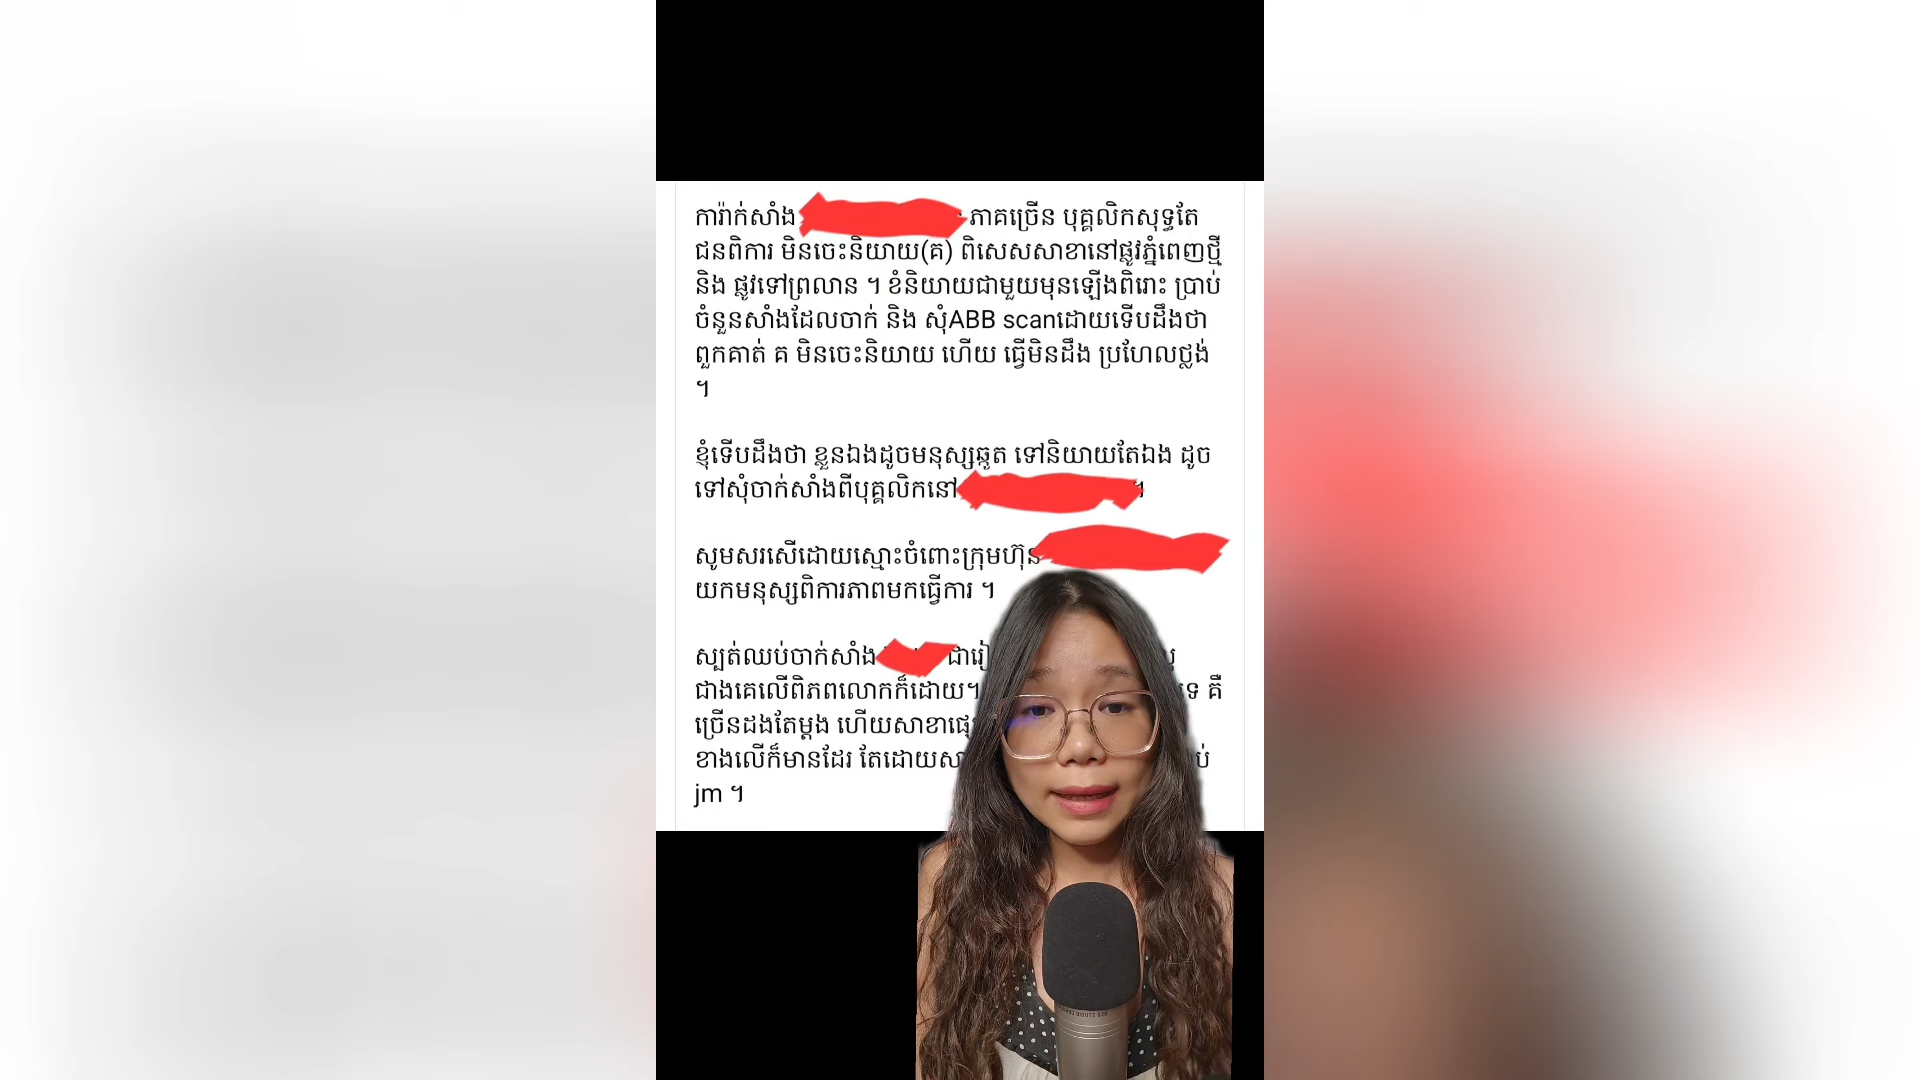 ការ៉ាក់សាំង ភាគច្រើន បុគ្គលិកសុទ្ធតែ
ជនពិការ មិនចេះនិយាយ(គ) ពិសេសសាខានៅផ្លូវភ្នំពេញថ្មី
និង ផ្លូវទៅព្រលាន ។ ខំនិយាយជាមួយមុនឡើងពិរោះ ប្រាប់
ចំនួនសាំងដែលចាក់ និង សុំABB scanដោយទើបដឹងថា
ពួកគាត់ គ មិនចេះនិយាយ ហើយ ធ្វើមិនដឹង ប្រហែលថ្លង់
។
ខ្ញុំទើបដឹងថា ខ្លួនឯងដូចមនុស្សឆ្កួត ទៅនិយាយតែឯង ដូច
ទៅសុំចាក់សាំងពីបុគ្គលិកនៅ ។
សូមសរសើដោយស្មោះចំពោះក្រុមហ៊ុន
យកមនុស្សពិការភាពមកធ្វើការ ។
ស្បត់ឈប់ចាក់សាំង
ជាងគេលើពិភពលោកក៏ដោយ។ ទេ គឺ
ច្រើនដងតែម្ដង ហើយសាខាផ្សេ
ខាងលើក៏មានដែរ តែដោយសា
jm ។